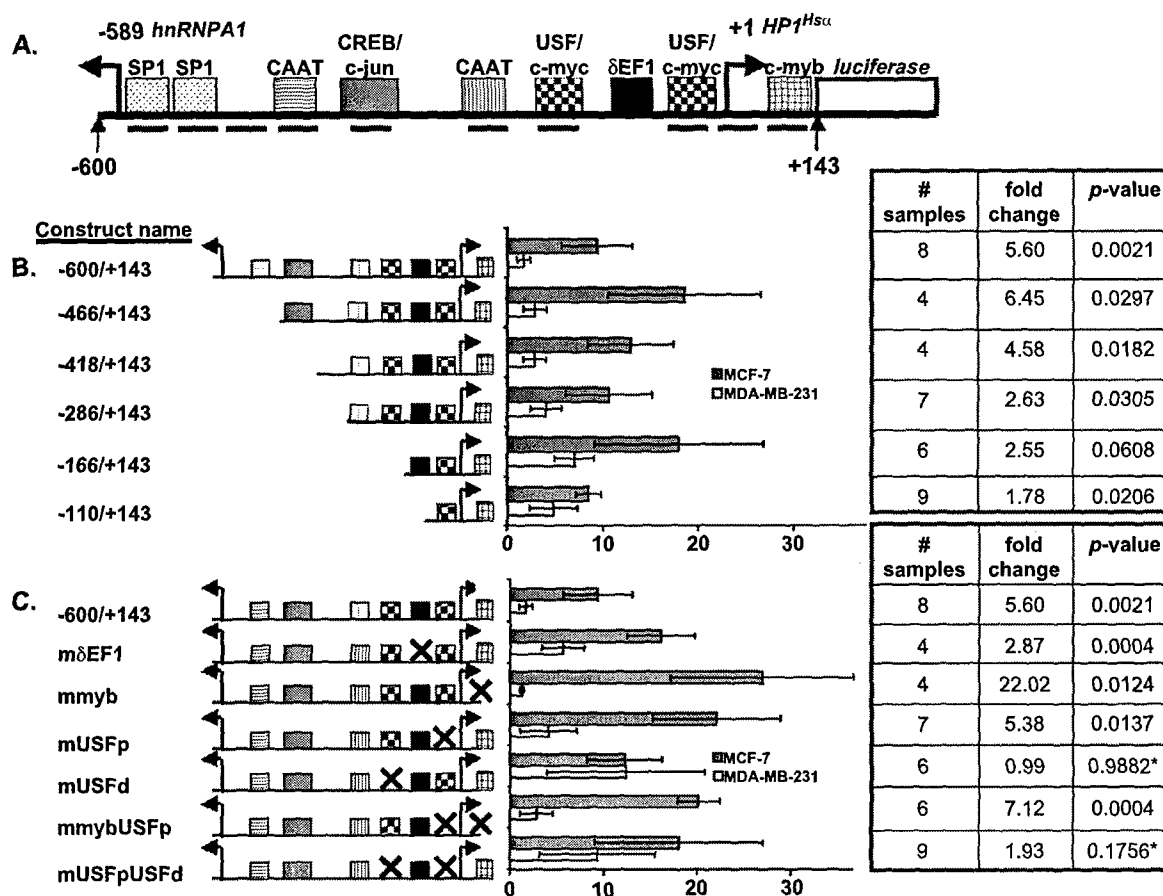 A.
-589 hnRNPA1
+1 HP1Hsα
SP1 SP1 CAAT CREB/ c-jun CAAT USF/ c-myc δEF1 USF/ c-myc c-myb luciferase
-600
+143
Construct name
B.
# samples fold change p-value
-600/+143 8 5.60 0.0021
-466/+143 4 6.45 0.0297
-418/+143 4 4.58 0.0182
MCF-7
MDA-MB-231
-286/+143 7 2.63 0.0305
-166/+143 6 2.55 0.0608
-110/+143 9 1.78 0.0206
0 10 20 30
C.
# samples fold change p-value
-600/+143 8 5.60 0.0021
mδEF1 4 2.87 0.0004
mmyb 4 22.02 0.0124
mUSFp 7 5.38 0.0137
MCF-7
MDA-MB-231
mUSFd 6 0.99 0.9882*
mmybUSFp 6 7.12 0.0004
mUSFpUSFd 9 1.93 0.1756*
0 10 20 30